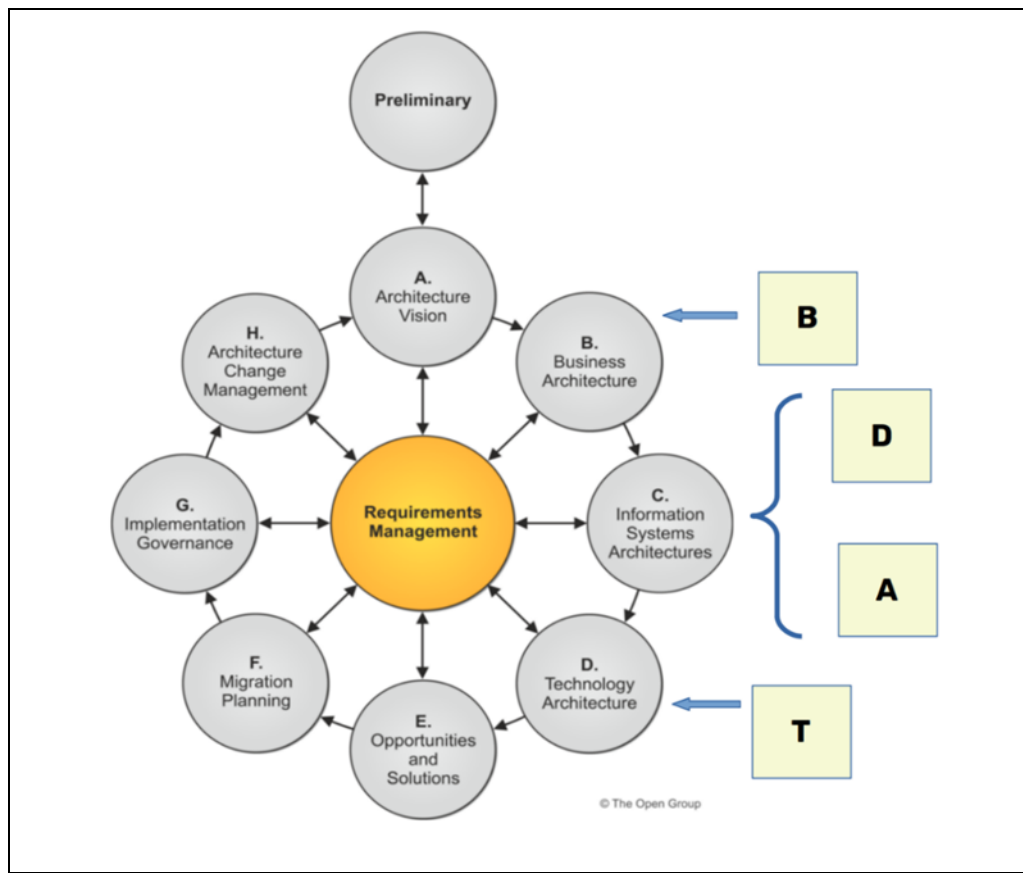 Preliminary
A.
Architecture
Vision
B.
Business
Architecture
C.
Information
Systems
Architectures
D.
Technology
Architecture
E.
Opportunities
and
Solutions
F.
Migration
Planning
G.
Implementation
Governance
H.
Architecture
Change
Management
Requirements
Management
B
D
A
T
© The Open Group